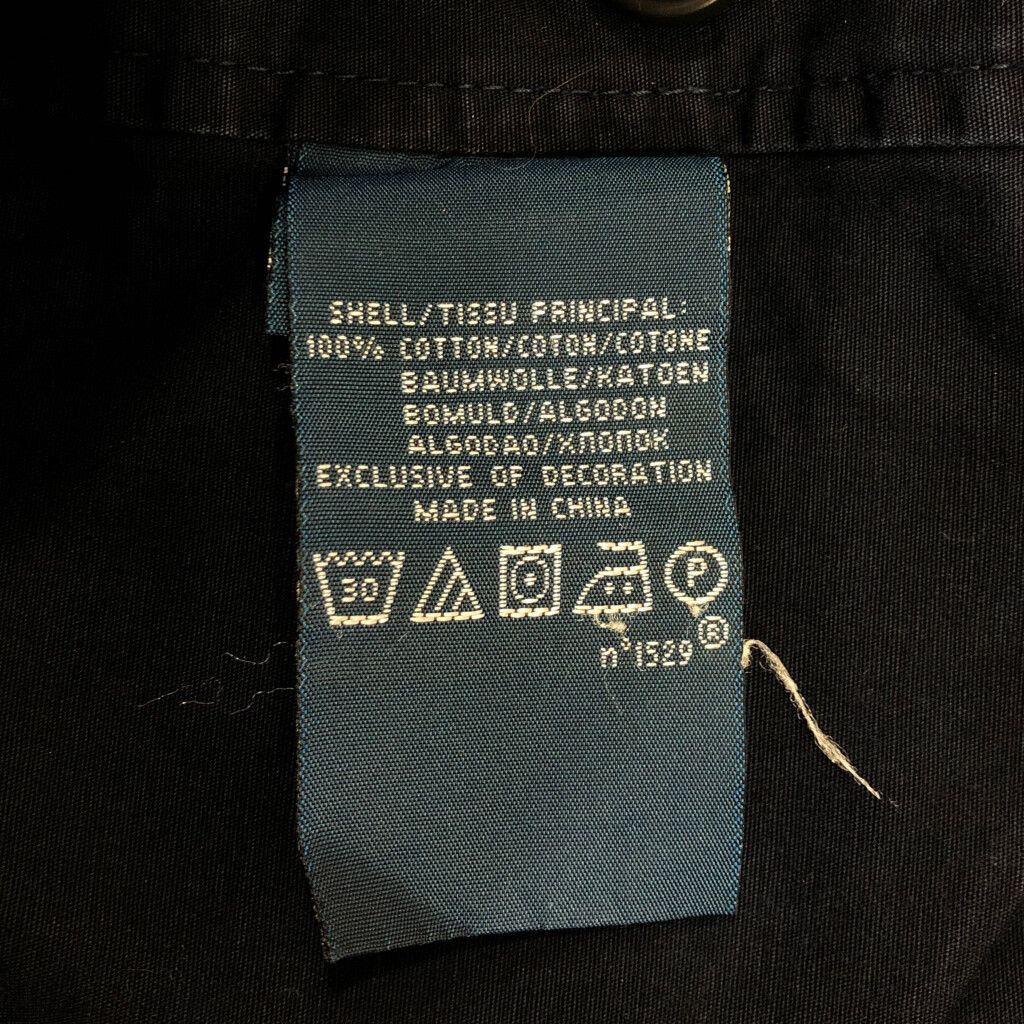 SHELL/TISSU PRINCIPAL:
100% COTTON/COTON/COTONE
BAUMWOLLE/KATOEN
BOMULD/ALGODON
ALGODAO/ХЛОПОК
EXCLUSIVE OF DECORATION
MADE IN CHINA
30 P
®
n°1529